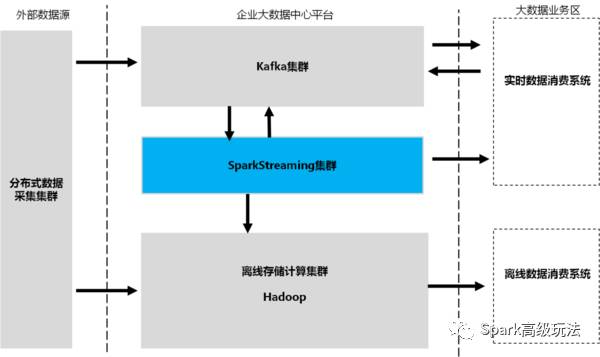 外部数据源
企业大数据中心平台
大数据业务区
Kafka集群
实时数据消费系统
SparkStreaming集群
分布式数据
采集集群
离线存储计算集群
Hadoop
离线数据消费系统
Spark高级玩法